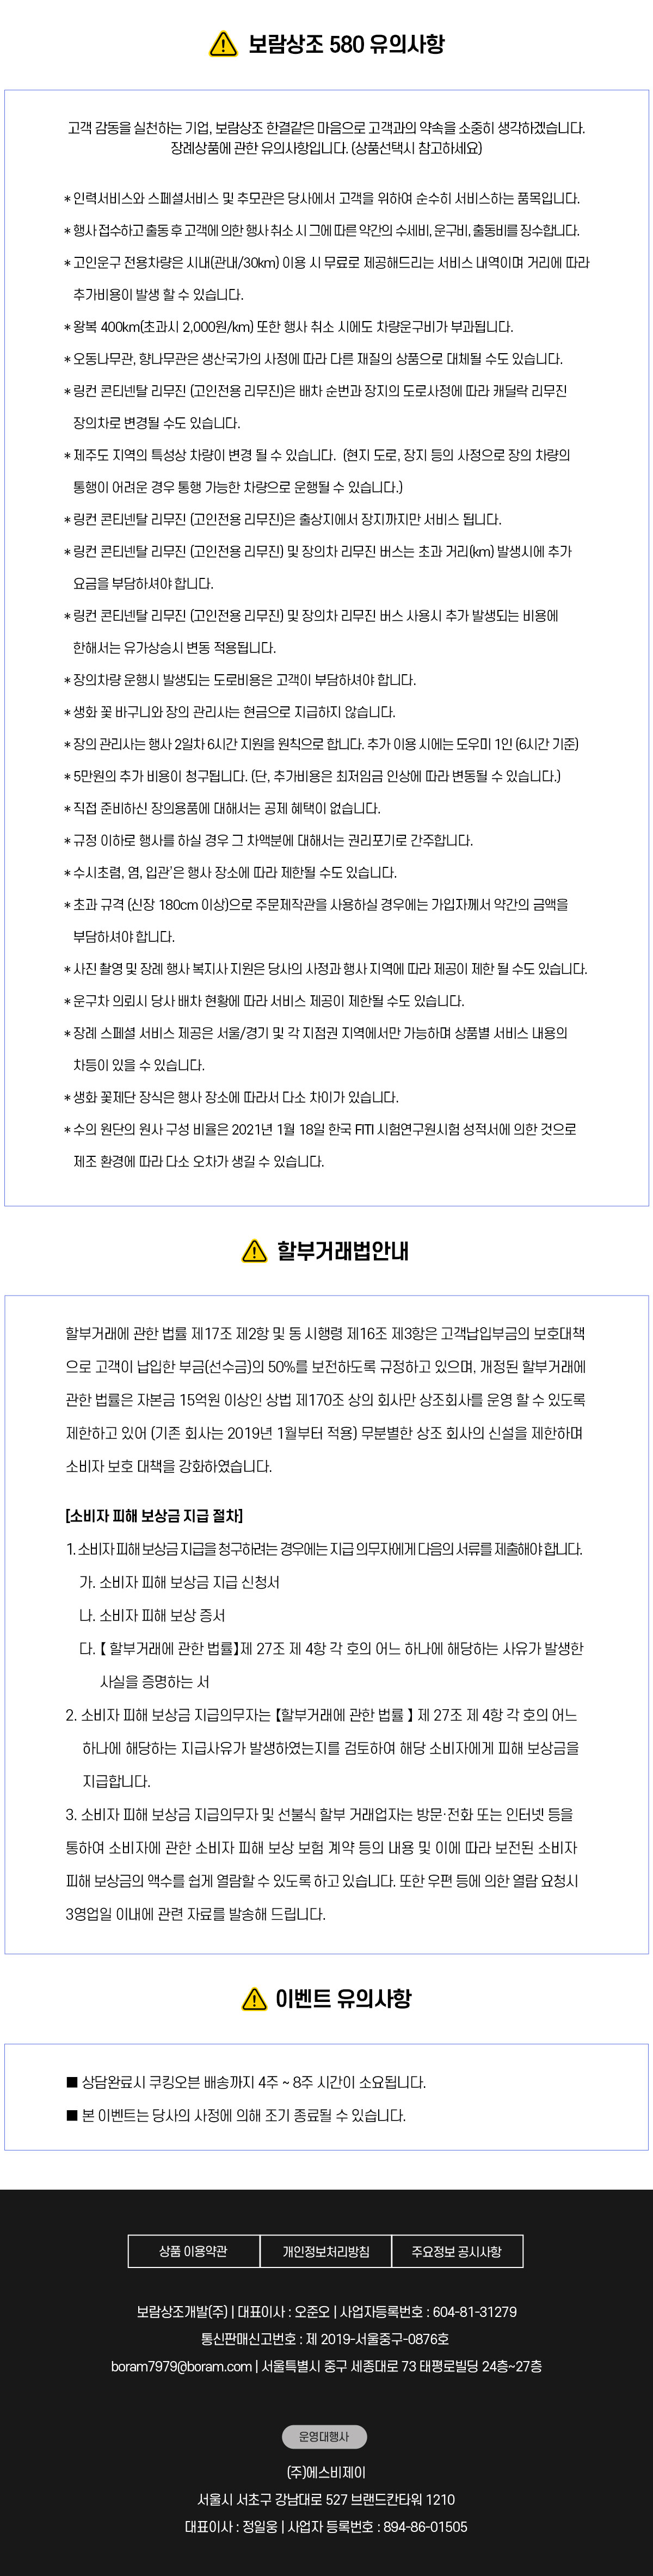 보람상조 580 유의사항
고객 감동을 실천하는 기업, 보람상조 한결같은 마음으로 고객과의 약속을 소중히 생각하겠습니다.
장례상품에 관한 유의사항입니다. (상품선택시 참고하세요)
* 인력서비스와 스페셜서비스 및 추모관은 당사에서 고객을 위하여 순수히 서비스하는 품목입니다.
* 행사 접수하고 출동 후 고객에 의한 행사 취소 시 그에 따른 약간의 수세비, 운구비, 출동비를 징수합니다.
* 고인운구 전용차량은 시내(관내/30km) 이용 시 무료로 제공해드리는 서비스 내역이며 거리에 따라
추가비용이 발생 할 수 있습니다.
* 왕복 400km(초과시 2,000원/km) 또한 행사 취소 시에도 차량운구비가 부과됩니다.
* 오동나무관, 향나무관은 생산국가의 사정에 따라 다른 재질의 상품으로 대체될 수도 있습니다.
* 링컨 콘티넨탈 리무진 (고인전용 리무진)은 배차 순번과 장지의 도로사정에 따라 캐딜락 리무진
장의차로 변경될 수도 있습니다.
* 제주도 지역의 특성상 차량이 변경 될 수 있습니다. (현지 도로, 장지 등의 사정으로 장의 차량의
통행이 어려운 경우 통행 가능한 차량으로 운행될 수 있습니다.)
* 링컨 콘티넨탈 리무진 (고인전용 리무진)은 출상지에서 장지까지만 서비스 됩니다.
* 링컨 콘티넨탈 리무진 (고인전용 리무진) 및 장의차 리무진 버스는 초과 거리(km) 발생시에 추가
요금을 부담하셔야 합니다.
* 링컨 콘티넨탈 리무진 (고인전용 리무진) 및 장의차 리무진 버스 사용시 추가 발생되는 비용에
한해서는 유가상승시 변동 적용됩니다.
* 장의차량 운행시 발생되는 도로비용은 고객이 부담하셔야 합니다.
* 생화 꽃 바구니와 장의 관리사는 현금으로 지급하지 않습니다.
* 장의 관리사는 행사 2일차 6시간 지원을 원칙으로 합니다. 추가 이용 시에는 도우미 1인 (6시간 기준)
* 5만원의 추가 비용이 청구됩니다. (단, 추가비용은 최저임금 인상에 따라 변동될 수 있습니다.)
* 직접 준비하신 장의용품에 대해서는 공제 혜택이 없습니다.
* 규정 이하로 행사를 하실 경우 그 차액분에 대해서는 권리포기로 간주합니다.
* 수시초렴, 염, 입관'은 행사 장소에 따라 제한될 수도 있습니다.
* 초과 규격 (신장 180cm 이상)으로 주문제작관을 사용하실 경우에는 가입자께서 약간의 금액을
부담하셔야 합니다.
* 사진 촬영 및 장례 행사 복지사 지원은 당사의 사정과 행사 지역에 따라 제공이 제한 될 수도 있습니다.
* 운구차 의뢰시 당사 배차 현황에 따라 서비스 제공이 제한될 수도 있습니다.
* 장례 스페셜 서비스 제공은 서울/경기 및 각 지점권 지역에서만 가능하며 상품별 서비스 내용의
차등이 있을 수 있습니다.
* 생화 꽃제단 장식은 행사 장소에 따라서 다소 차이가 있습니다.
* 수의 원단의 원사 구성 비율은 2021년 1월 18일 한국 FITI 시험연구원시험 성적서에 의한 것으로
제조 환경에 따라 다소 오차가 생길 수 있습니다.
할부거래법안내
할부거래에 관한 법률 제17조 제2항 및 동 시행령 제16조 제3항은 고객납입부금의 보호대책
으로 고객이 납입한 부금(선수금)의 50%를 보전하도록 규정하고 있으며, 개정된 할부거래에
관한 법률은 자본금 15억원 이상인 상법 제170조 상의 회사만 상조회사를 운영 할 수 있도록
제한하고 있어 (기존 회사는 2019년 1월부터 적용) 무분별한 상조 회사의 신설을 제한하며
소비자 보호 대책을 강화하였습니다.
[소비자 피해 보상금 지급 절차]
1. 소비자 피해 보상금 지급을 청구하려는 경우에는 지급 의무자에게 다음의 서류를 제출해야 합니다.
가. 소비자 피해 보상금 지급 신청서
나. 소비자 피해 보상 증서
다. 【 할부거래에 관한 법률】제 27조 제 4항 각 호의 어느 하나에 해당하는 사유가 발생한
사실을 증명하는 서
2. 소비자 피해 보상금 지급의무자는 【할부거래에 관한 법률 】 제 27조 제 4항 각 호의 어느
하나에 해당하는 지급사유가 발생하였는지를 검토하여 해당 소비자에게 피해 보상금을
지급합니다.
3. 소비자 피해 보상금 지급의무자 및 선불식 할부 거래업자는 방문·전화 또는 인터넷 등을
통하여 소비자에 관한 소비자 피해 보상 보험 계약 등의 내용 및 이에 따라 보전된 소비자
피해 보상금의 액수를 쉽게 열람할 수 있도록 하고 있습니다. 또한 우편 등에 의한 열람 요청시
3영업일 이내에 관련 자료를 발송해 드립니다.
이벤트 유의사항
■ 상담완료시 쿠킹오븐 배송까지 4주 ~ 8주 시간이 소요됩니다.
■ 본 이벤트는 당사의 사정에 의해 조기 종료될 수 있습니다.
상품 이용약관 개인정보처리방침 주요정보 공시사항
보람상조개발(주) | 대표이사 : 오준오 | 사업자등록번호 : 604-81-31279
통신판매신고번호 : 제 2019-서울중구-0876호
boram7979@boram.com | 서울특별시 중구 세종대로 73 태평로빌딩 24층~27층
운영대행사
(주)에스비제이
서울시 서초구 강남대로 527 브랜드칸타워 1210
대표이사 : 정일웅 | 사업자 등록번호 : 894-86-01505